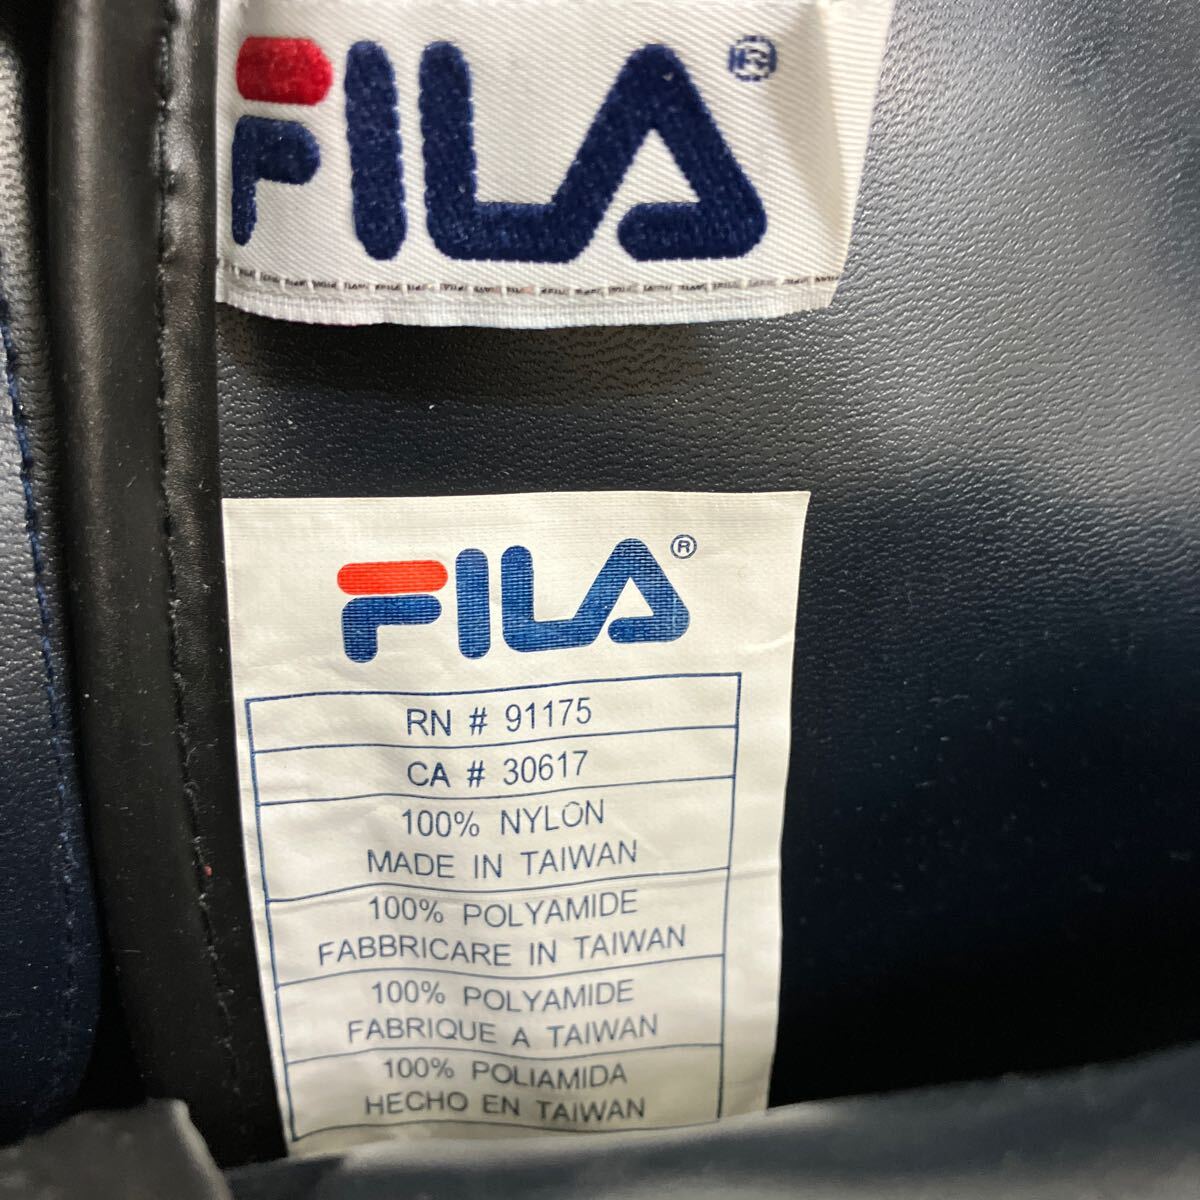 FILA ®
FILA ®
RN # 91175
CA # 30617
100% NYLON
MADE IN TAIWAN
100% POLYAMIDE
FABBRICARE IN TAIWAN
100% POLYAMIDE
FABRIQUE A TAIWAN
100% POLIAMIDA
HECHO EN TAIWAN